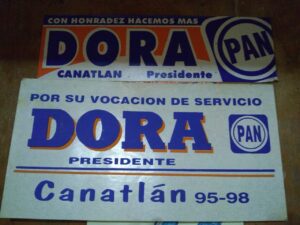 CON HONRADEZ HACEMOS MAS
DORA
PAN
CANATLAN Presidente
POR SU VOCACION DE SERVICIO
DORA
PAN
PRESIDENTE
Canatlán 95-98